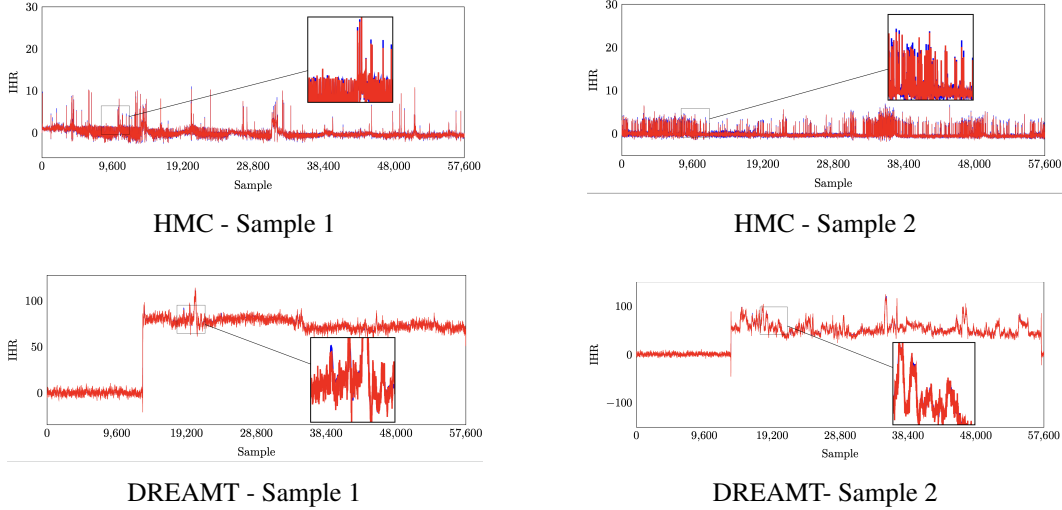 30
20
10
0
IHR
0 9,600 19,200 28,800 38,400 48,000 57,600
Sample
HMC - Sample 1
30
20
10
0
IHR
0 9,600 19,200 28,800 38,400 48,000 57,600
Sample
HMC - Sample 2
100
50
0
IHR
0 9,600 19,200 28,800 38,400 48,000 57,600
Sample
DREAMT - Sample 1
100
0
−100
IHR
0 9,600 19,200 28,800 38,400 48,000 57,600
Sample
DREAMT- Sample 2